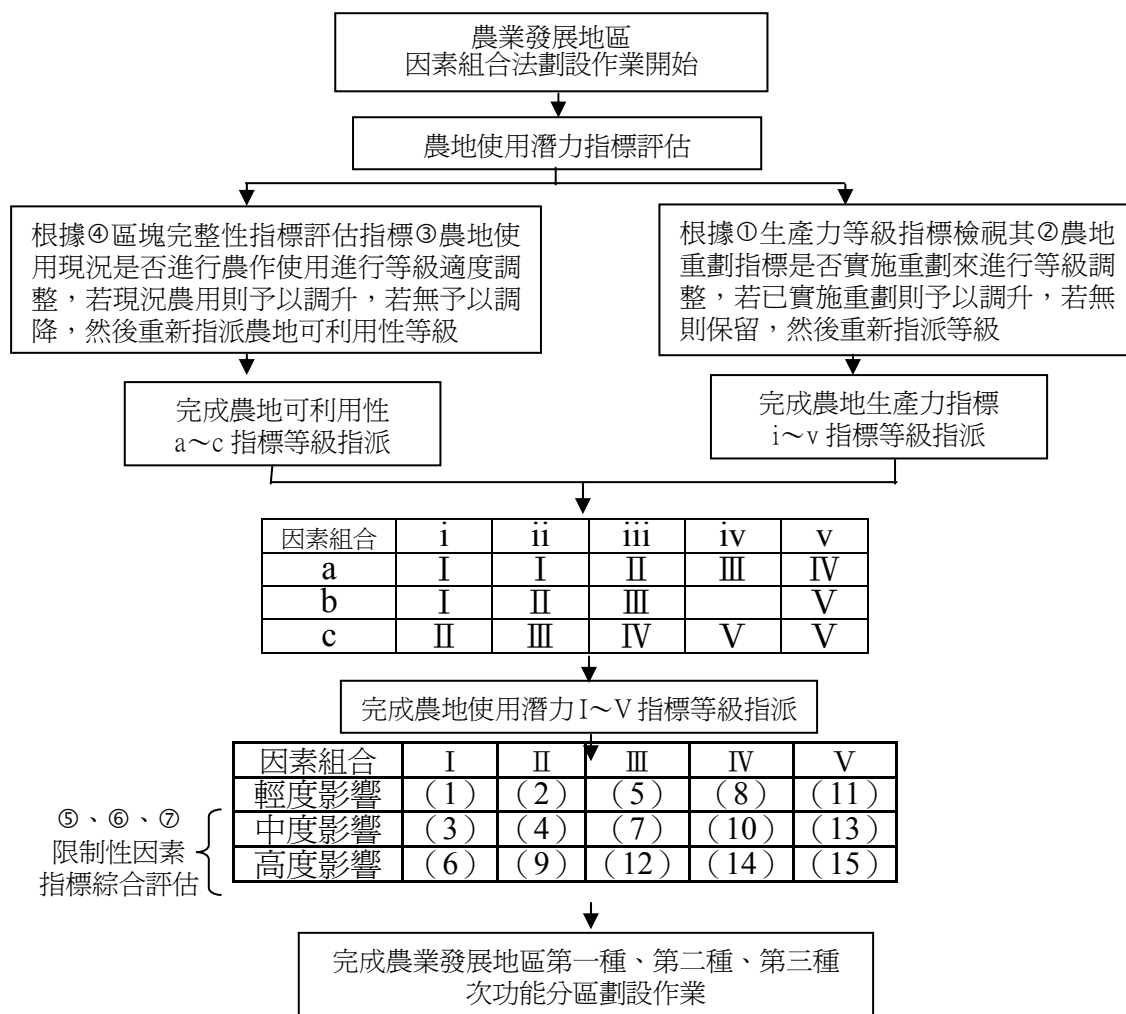 農業發展地區
因素組合法劃設作業開始
農地使用潛力指標評估
根據④區塊完整性指標評估指標③農地使
用現況是否進行農作使用進行等級適度調
整，若現況農用則予以調升，若無予以調
降，然後重新指派農地可利用性等級
根據①生產力等級指標檢視其②農地
重劃指標是否實施重劃來進行等級調
整，若已實施重劃則予以調升，若無
則保留，然後重新指派等級
完成農地可利用性
a～c 指標等級指派
完成農地生產力指標
i～v 指標等級指派
因素組合 i ii iii iv v
a Ⅰ Ⅰ Ⅱ Ⅲ Ⅳ
b Ⅰ Ⅱ Ⅲ Ⅴ
c Ⅱ Ⅲ Ⅳ Ⅴ Ⅴ
完成農地使用潛力 I～V 指標等級指派
因素組合 Ⅰ Ⅱ Ⅲ Ⅳ Ⅴ
輕度影響 （1） （2） （5） （8） （11）
中度影響 （3） （4） （7） （10） （13）
高度影響 （6） （9） （12） （14） （15）
⑤、⑥、⑦
限制性因素
指標綜合評估
完成農業發展地區第一種、第二種、第三種
次功能分區劃設作業